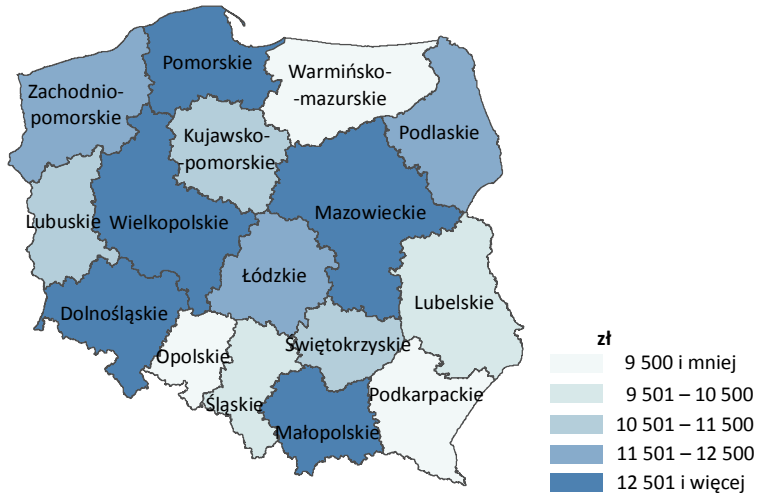 Pomorskie
Warmińsko-
-mazurskie
Zachodnio-
pomorskie
Podlaskie
Kujawsko-
-pomorskie
Lubuskie
Wielkopolskie
Mazowieckie
Łódzkie
Lubelskie
Dolnośląskie
Opolskie
Świętokrzyskie
Śląskie
Podkarpackie
Małopolskie
zł
9 500 i mniej
9 501 – 10 500
10 501 – 11 500
11 501 – 12 500
12 501 i więcej